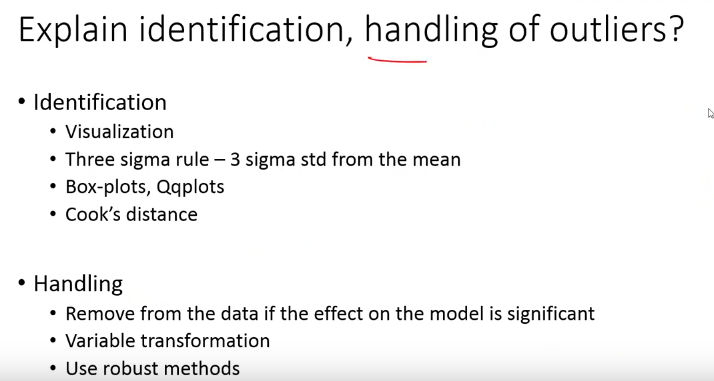 Explain identification, handling of outliers?
• Identification
• Visualization
• Three sigma rule – 3 sigma std from the mean
• Box-plots, Qqplots
• Cook’s distance
• Handling
• Remove from the data if the effect on the model is significant
• Variable transformation
• Use robust methods